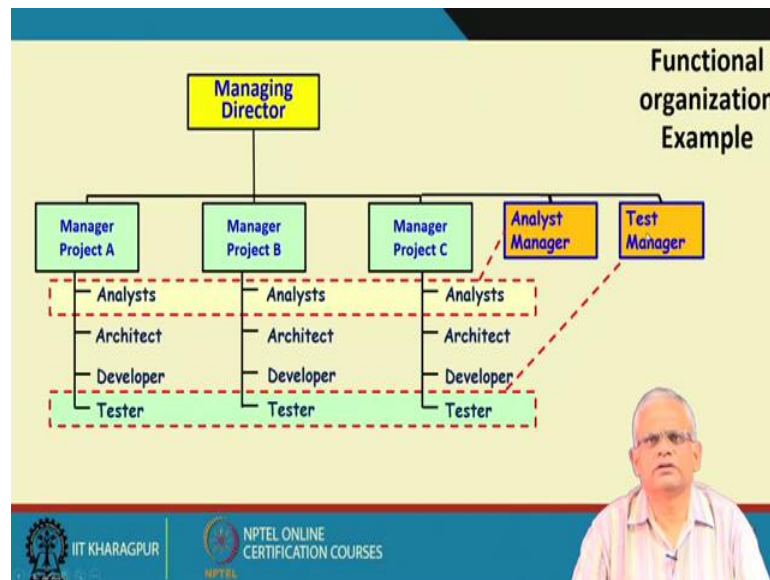 Functional
organization
Example
Managing
Director
Manager
Project A
Manager
Project B
Manager
Project C
Analyst
Manager
Test
Manager
Analysts
Analysts
Analysts
Architect
Architect
Architect
Developer
Developer
Developer
Tester
Tester
Tester
IIT KHARAGPUR
NPTEL ONLINE
CERTIFICATION COURSES
NPTEL